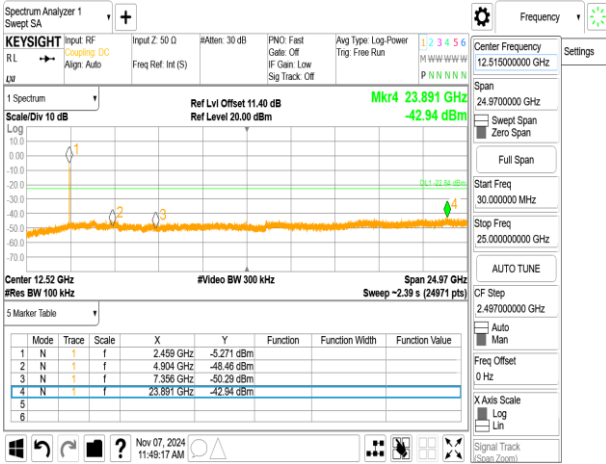 Spectrum Analyzer 1
Swept SA
Frequency
Settings
KEYSIGHT
RL
Input: RF
Coupling: DC
Align: Auto
Input Z: 50 Ω
Freq Ref: Int (S)
#Atten: 30 dB
PNO: Fast
Gate: Off
IF Gain: Low
Sig Track: Off
Avg Type: Log-Power
Trig: Free Run
1 2 3 4 5 6
M W W W W W
P N N N N N
1 Spectrum
Scale/Div 10 dB
Ref Lvl Offset 11.40 dB
Ref Level 20.00 dBm
Mkr4 23.891 GHz
-42.94 dBm
Log
10.0
0.00
-10.0
-20.0
-30.0
-40.0
-50.0
-60.0
-70.0
1
2
3
4
Center 12.52 GHz
#Video BW 300 kHz
Span 24.97 GHz
#Res BW 100 kHz
Sweep ~2.39 s (24971 pts)
5 Marker Table
Mode Trace Scale X Y Function Function Width Function Value
1 N 1 f 2.459 GHz -5.271 dBm
2 N 1 f 4.904 GHz -48.46 dBm
3 N 1 f 7.356 GHz -50.29 dBm
4 N 1 f 23.891 GHz -42.94 dBm
5
6
Nov 07, 2024
11:49:17 AM
Center Frequency
12.515000000 GHz
Span
24.9700000 GHz
Swept Span
Zero Span
Full Span
Start Freq
30.000000 MHz
Stop Freq
25.000000000 GHz
AUTO TUNE
CF Step
2.497000000 GHz
Auto
Man
Freq Offset
0 Hz
X Axis Scale
Log
Lin
Signal Track
(Span Zoom)